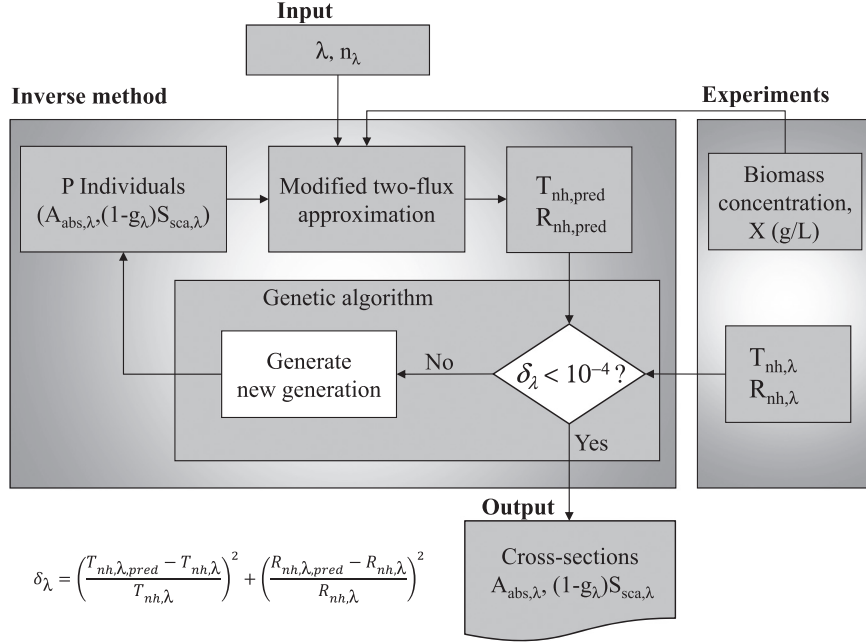 Input
λ, n_λ
Inverse method
Experiments
P Individuals
(A_abs,λ,(1-g_λ)S_sca,λ)
Modified two-flux
approximation
T_nh,pred
R_nh,pred
Biomass
concentration,
X (g/L)
Genetic algorithm
Generate
new generation
No
δ_λ < 10⁻⁴ ?
T_nh,λ
R_nh,λ
Yes
Output
Cross-sections
A_abs,λ, (1-g_λ)S_sca,λ
δ_λ = ((T_nh,λ,pred − T_nh,λ)/T_nh,λ)² + ((R_nh,λ,pred − R_nh,λ)/R_nh,λ)²